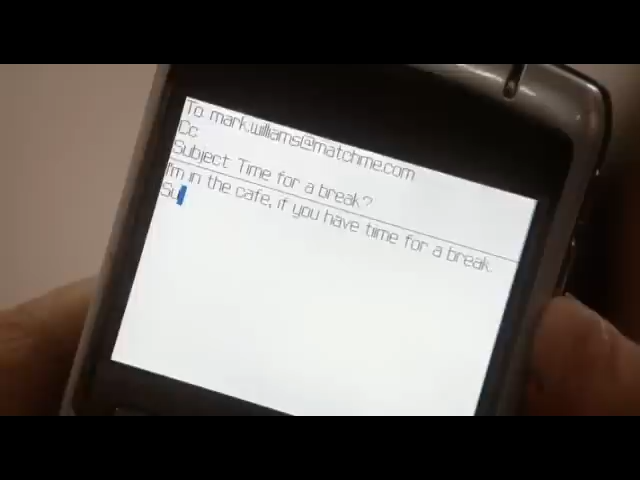 To mark.williams@matchme.com
Cc
Subject Time for a break?
I'm in the cafe, if you have time for a break.
Su